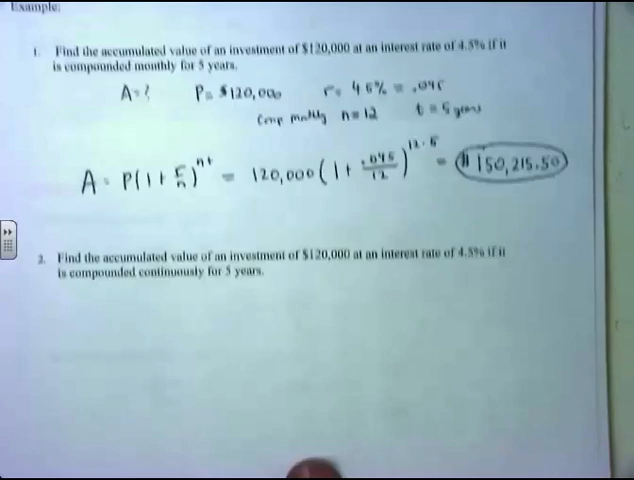 Example:
1. Find the accumulated value of an investment of $120,000 at an interest rate of 4.5% if it
is compounded monthly for 5 years.
A = ? P = $120,000 r = 4.5% = .045
comp monthly n = 12 t = 5 years
A = P(1 + r/n)^nt = 120,000 (1 + .045/12)^12·5 = $150,215.50
2. Find the accumulated value of an investment of $120,000 at an interest rate of 4.5% if it
is compounded continuously for 5 years.